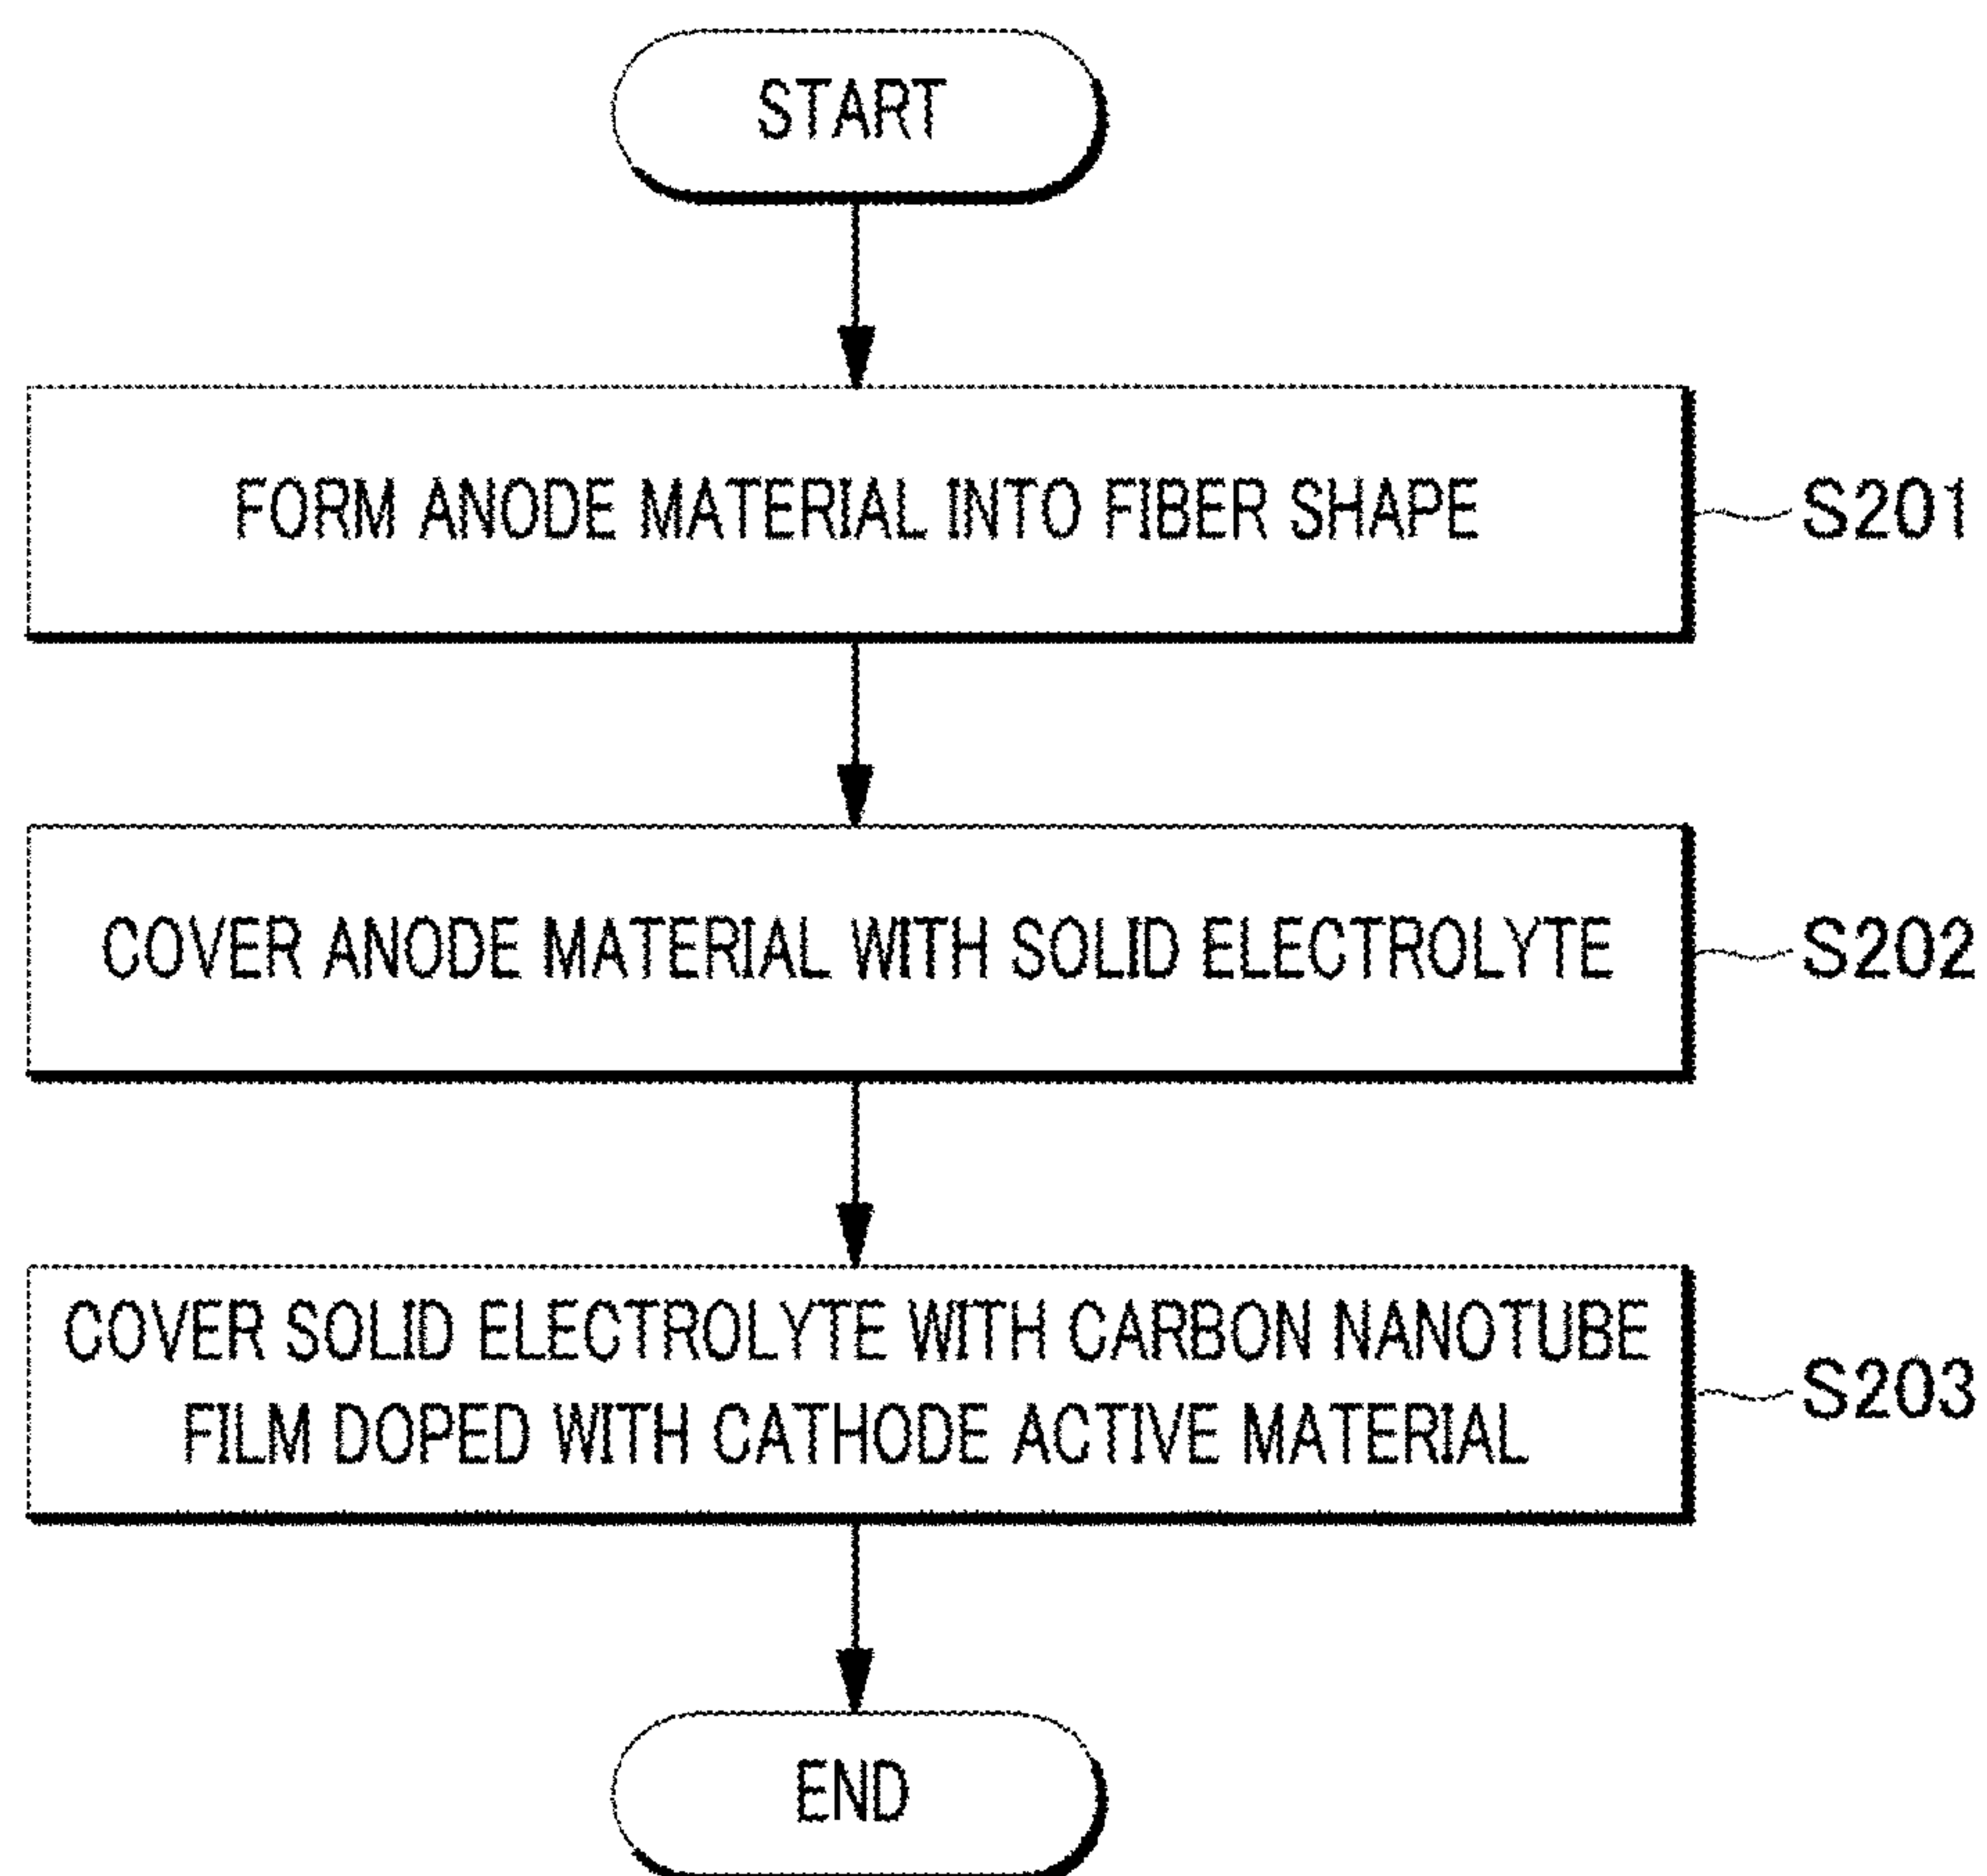 START
FORM ANODE MATERIAL INTO FIBER SHAPE
S201
COVER ANODE MATERIAL WITH SOLID ELECTROLYTE
S202
COVER SOLID ELECTROLYTE WITH CARBON NANOTUBE
FILM DOPED WITH CATHODE ACTIVE MATERIAL
S203
END